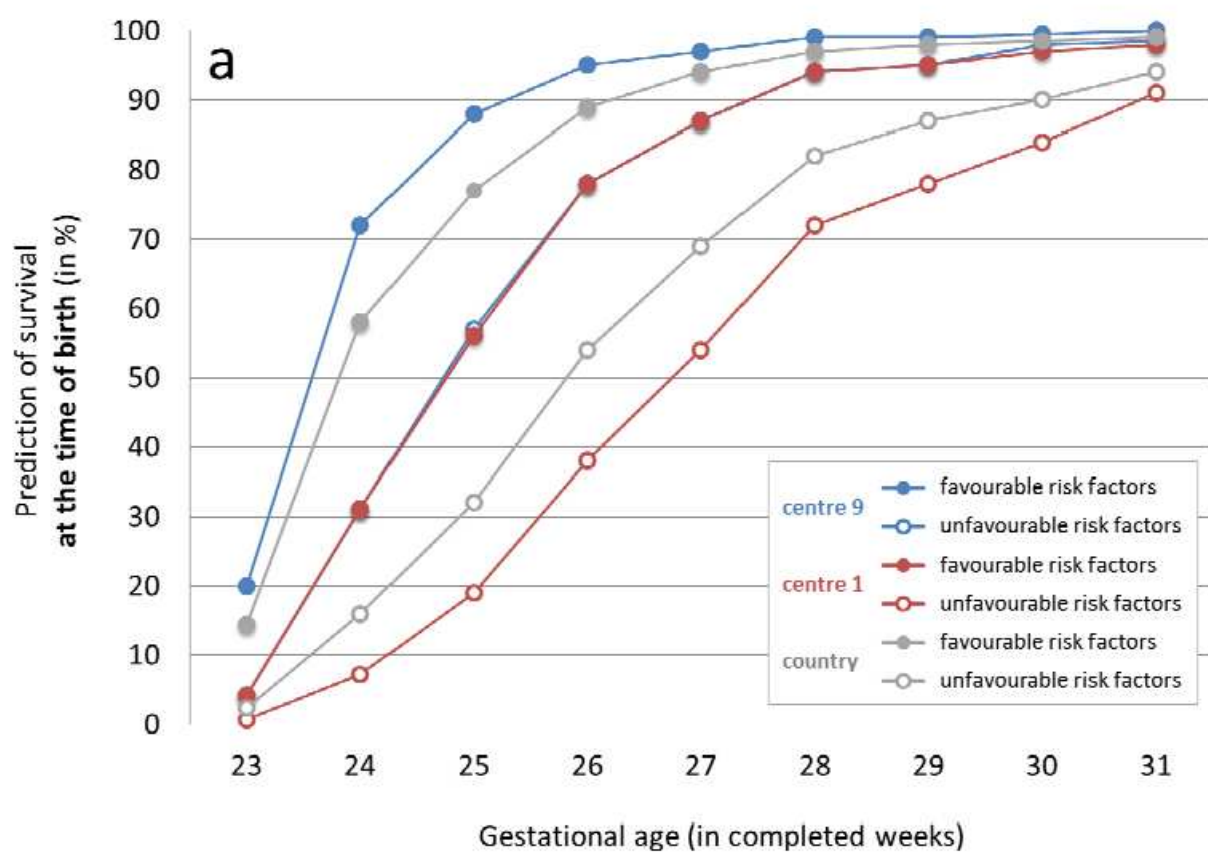 a
100
90
80
70
60
50
40
30
20
10
0
Prediction of survival
at the time of birth (in %)
centre 9
favourable risk factors
unfavourable risk factors
centre 1
favourable risk factors
unfavourable risk factors
country
favourable risk factors
unfavourable risk factors
23 24 25 26 27 28 29 30 31
Gestational age (in completed weeks)